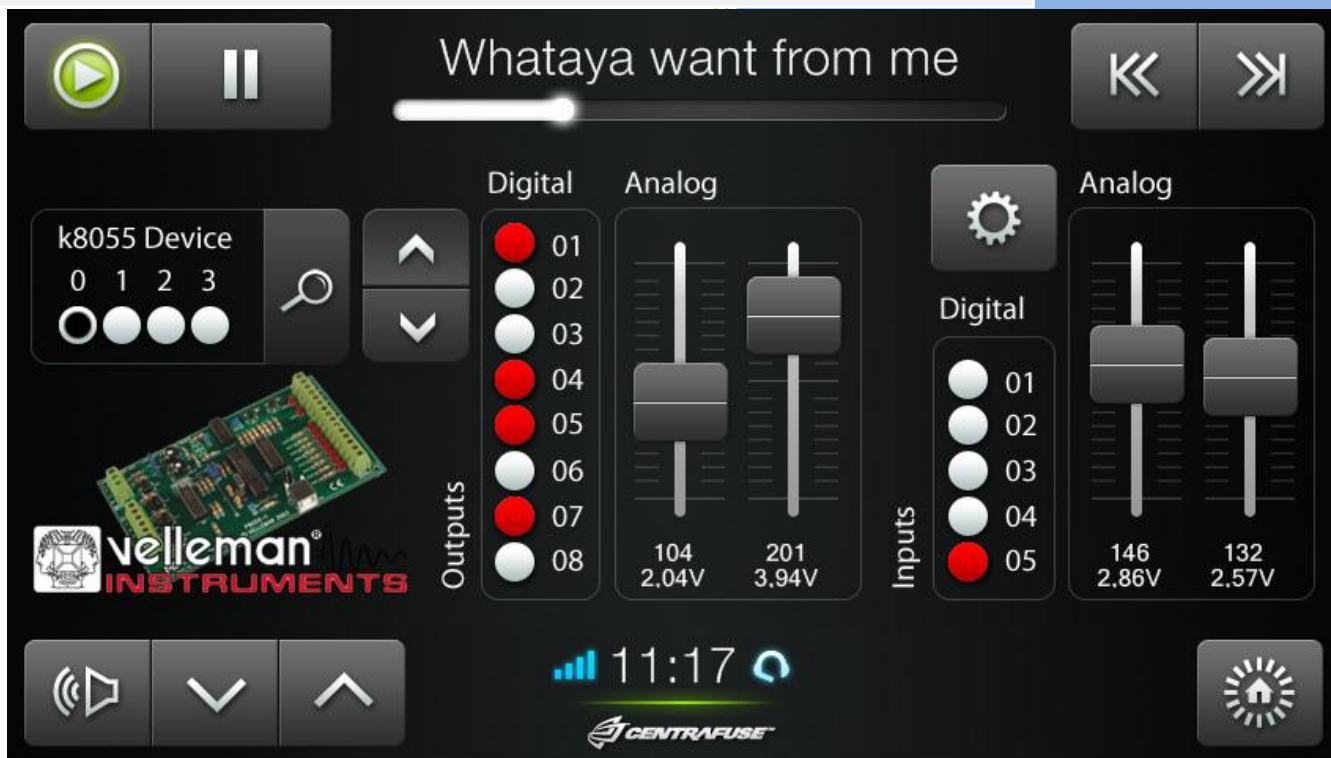 Whataya want from me
Digital Analog
k8055 Device
0 1 2 3
01
02
03
04
05
06
07
08
Outputs
104 201
2,04V 3,94V
velleman®
INSTRUMENTS
Analog
Digital
01
02
03
04
05
Inputs
146 132
2,86V 2,57V
11:17
CENTRAFUSE™